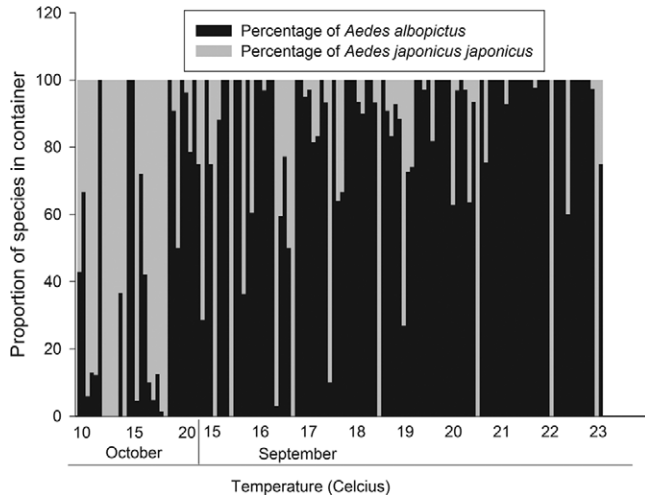 120
Percentage of Aedes albopictus
Percentage of Aedes japonicus japonicus
100
80
60
40
20
0
Proportion of species in container
10 15 20 15 16 17 18 19 20 21 22 23
October September
Temperature (Celcius)